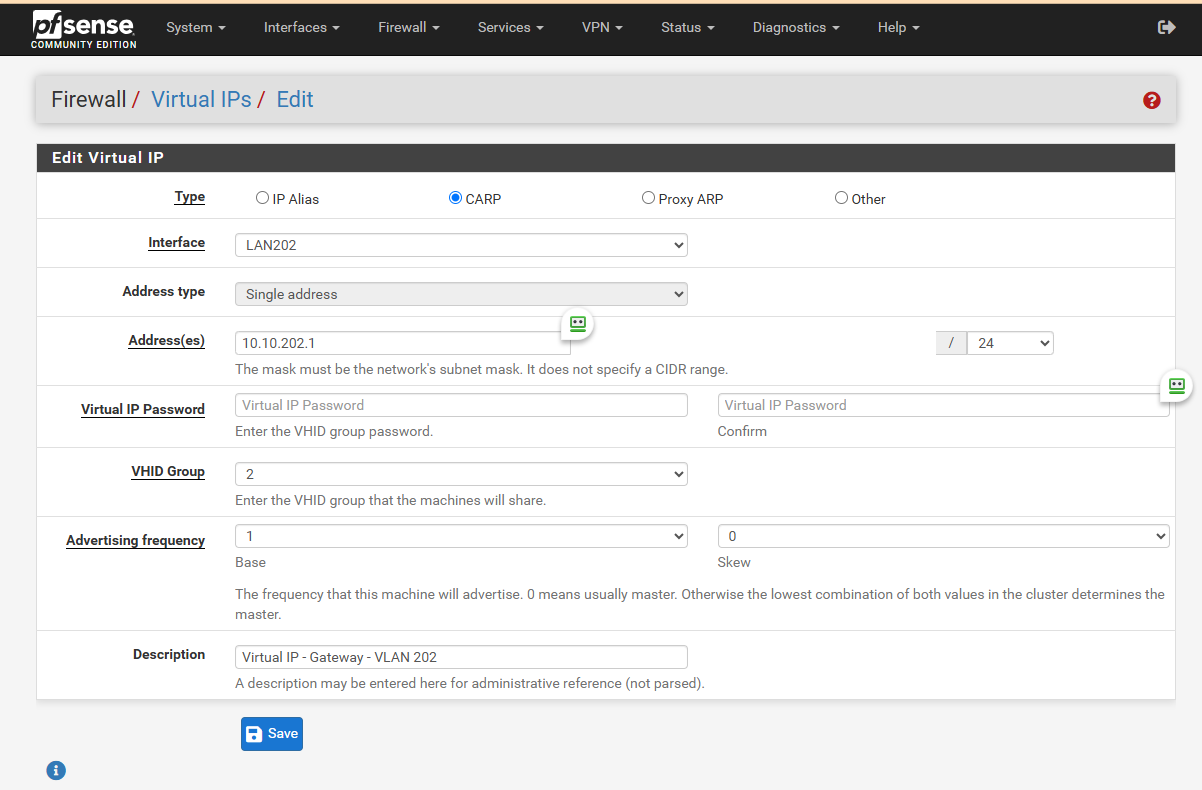 pfsense
COMMUNITY EDITION
System Interfaces Firewall Services VPN Status Diagnostics Help
Firewall / Virtual IPs / Edit
Edit Virtual IP
Type IP Alias CARP Proxy ARP Other
Interface LAN202
Address type Single address
Address(es) 10.10.202.1 / 24
The mask must be the network's subnet mask. It does not specify a CIDR range.
Virtual IP Password Virtual IP Password Virtual IP Password
Enter the VHID group password. Confirm
VHID Group 2
Enter the VHID group that the machines will share.
Advertising frequency 1 0
Base Skew
The frequency that this machine will advertise. 0 means usually master. Otherwise the lowest combination of both values in the cluster determines the
master.
Description Virtual IP - Gateway - VLAN 202
A description may be entered here for administrative reference (not parsed).
Save